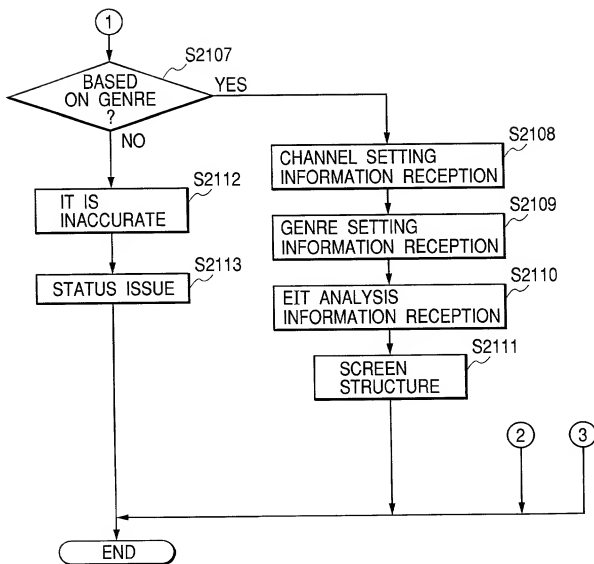 1
S2107
BASED
ON GENRE
?
YES
NO
S2108
CHANNEL SETTING
INFORMATION RECEPTION
S2112
IT IS
INACCURATE
S2109
GENRE SETTING
INFORMATION RECEPTION
S2113
STATUS ISSUE
S2110
EIT ANALYSIS
INFORMATION RECEPTION
S2111
SCREEN
STRUCTURE
2
3
END